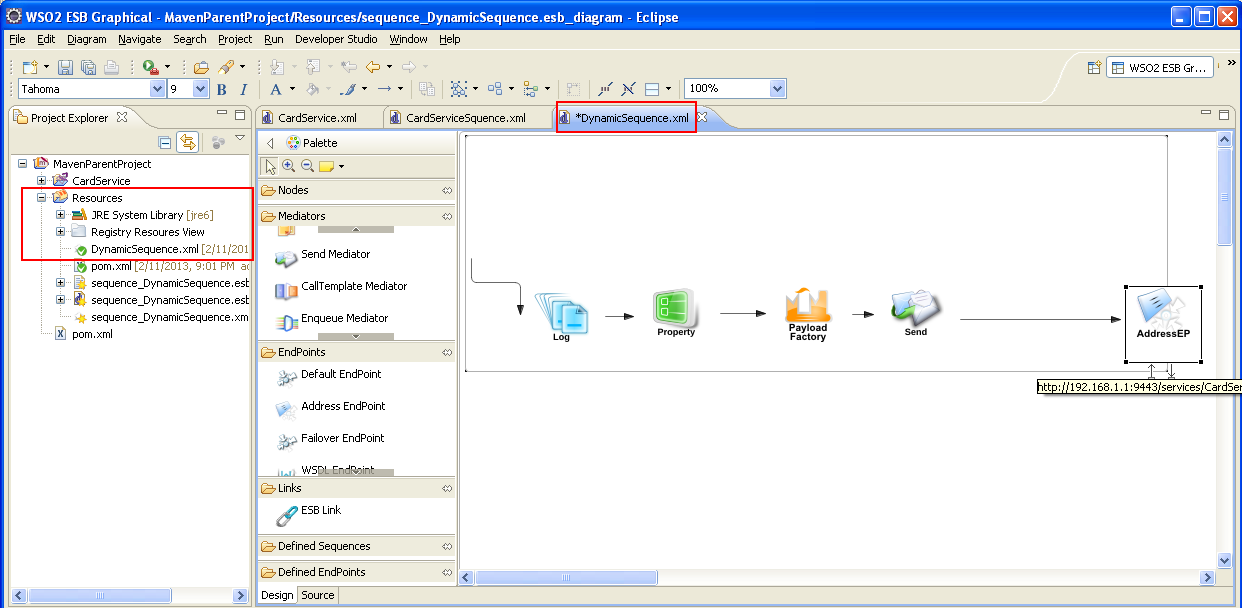 WSO2 ESB Graphical - MavenParentProject/Resources/sequence_DynamicSequence.esb_diagram - Eclipse
File Edit Diagram Navigate Search Project Run Developer Studio Window Help
WSO2 ESB Gr...
Tahoma 9 B I A 100%
Project Explorer
MavenParentProject
CardService
Resources
JRE System Library [jre6]
Registry Resoures View
DynamicSequence.xml [2/11/201
pom.xml [2/11/2013, 9:01 PM ad
sequence_DynamicSequence.esb
sequence_DynamicSequence.esb
sequence_DynamicSequence.xm
pom.xml
CardService.xml CardServiceSquence.xml *DynamicSequence.xml
Palette
Nodes
Mediators
Send Mediator
CallTemplate Mediator
Enqueue Mediator
EndPoints
Default EndPoint
Address EndPoint
Failover EndPoint
WSDL EndPoint
Links
ESB Link
Defined Sequences
Defined EndPoints
Design Source
Log
Property
Payload
Factory
Send
AddressEP
http://192.168.1.1:9443/services/CardSer